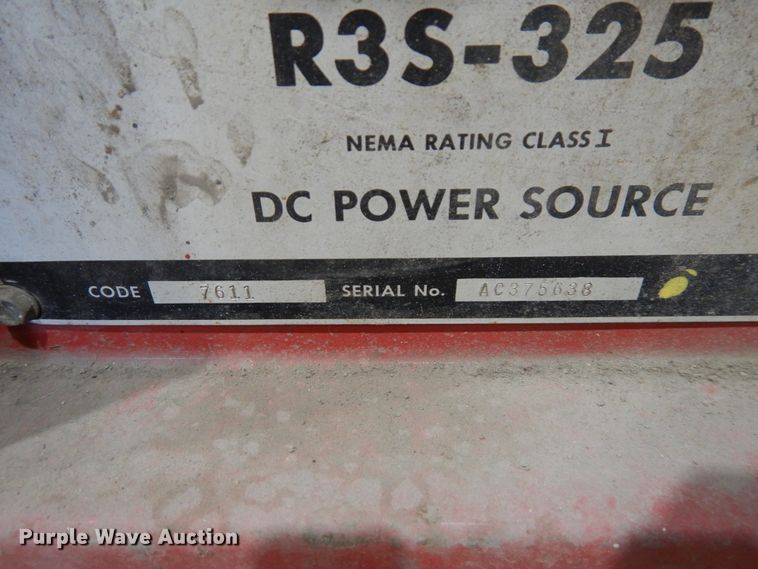 R3S-325
NEMA RATING CLASS I
DC POWER SOURCE
CODE 7611 SERIAL No. AC375638
Purple Wave Auction